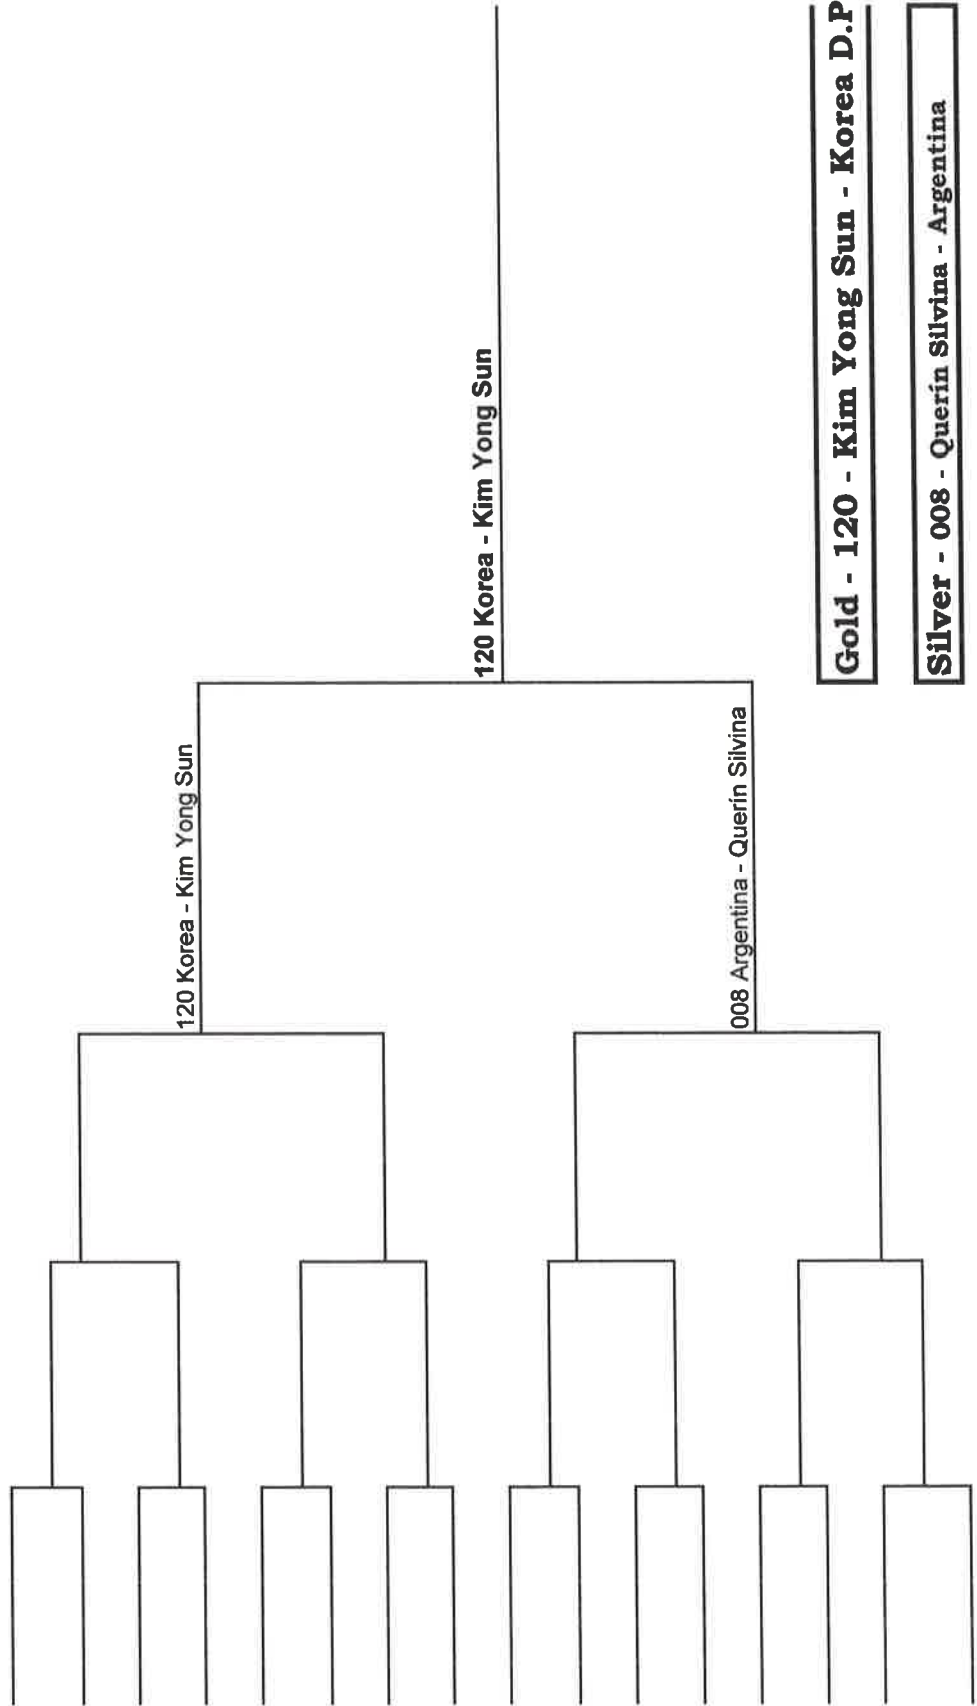 120 Korea - Kim Yong Sun
120 Korea - Kim Yong Sun
008 Argentina - Querín Silvina
Gold - 120 - Kim Yong Sun - Korea D.P
Silver - 008 - Querín Silvina - Argentina